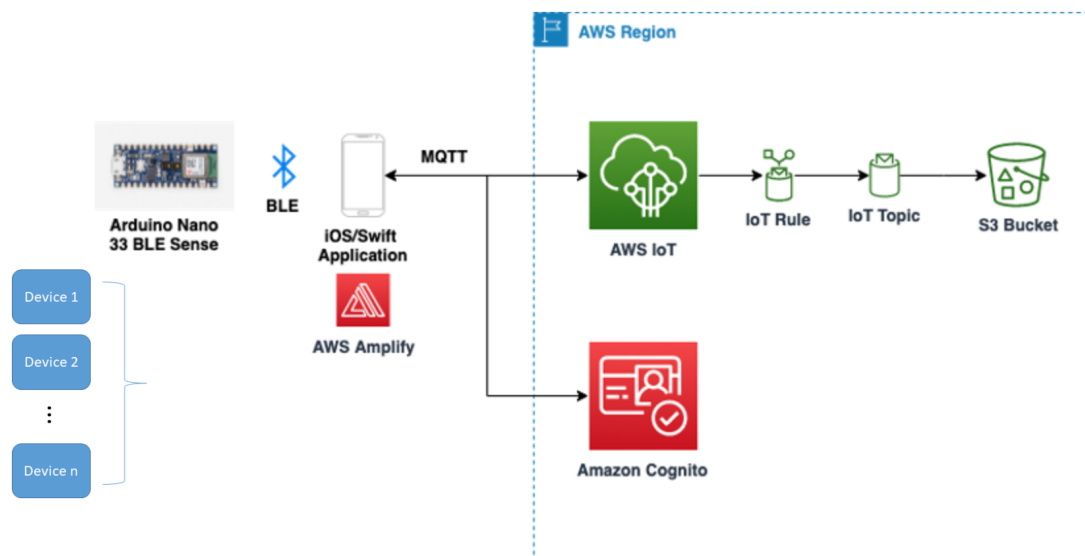 AWS Region
MQTT
BLE
Arduino Nano
33 BLE Sense
iOS/Swift
Application
AWS Amplify
AWS IoT
IoT Rule
IoT Topic
S3 Bucket
Device 1
Device 2
⋮
Device n
Amazon Cognito